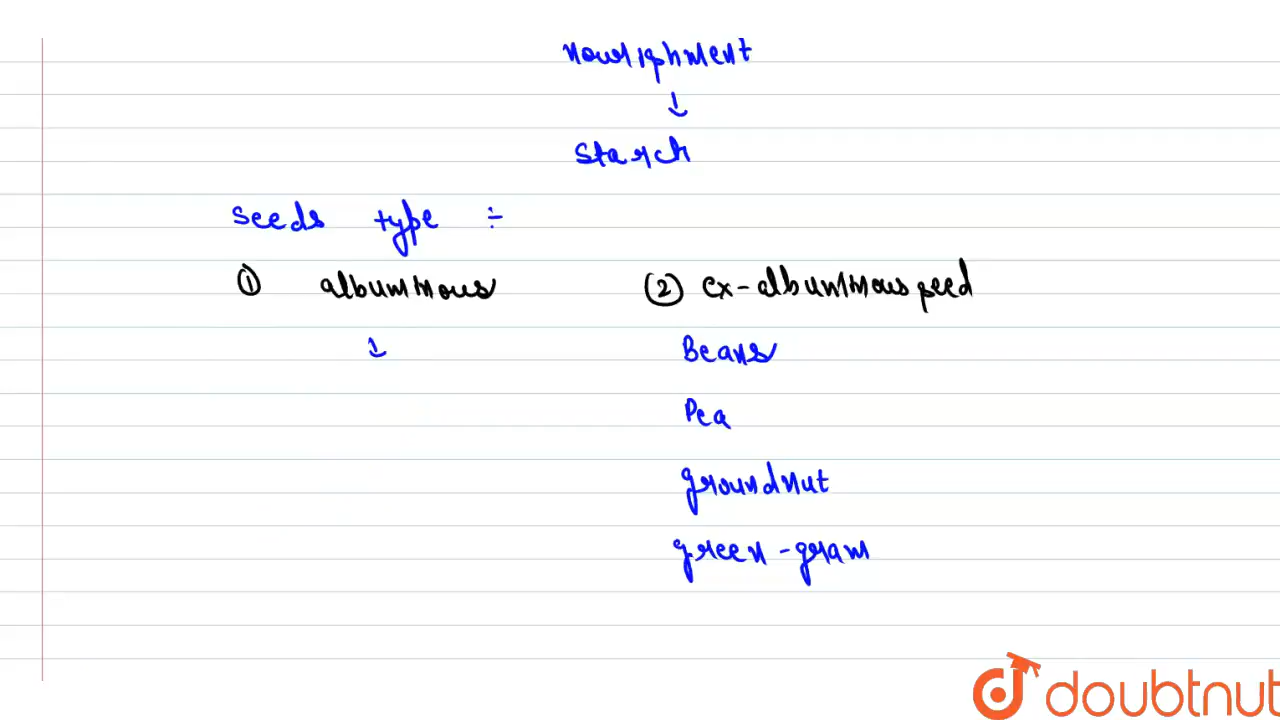 nourishment
↓
Starch
Seeds type ÷
① albuminous
② ex-albuminous seed
↓
Beans
Pea
groundnut
green-gram
doubtnut